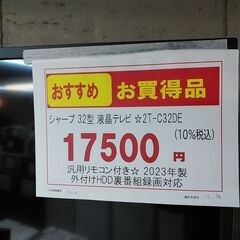 おすすめ お買得品
シャープ 32型 液晶テレビ ☆2T-C32DE
17500円
(10%税込)
汎用リモコン付き☆2023年製
外付けHDD裏番組録画対応